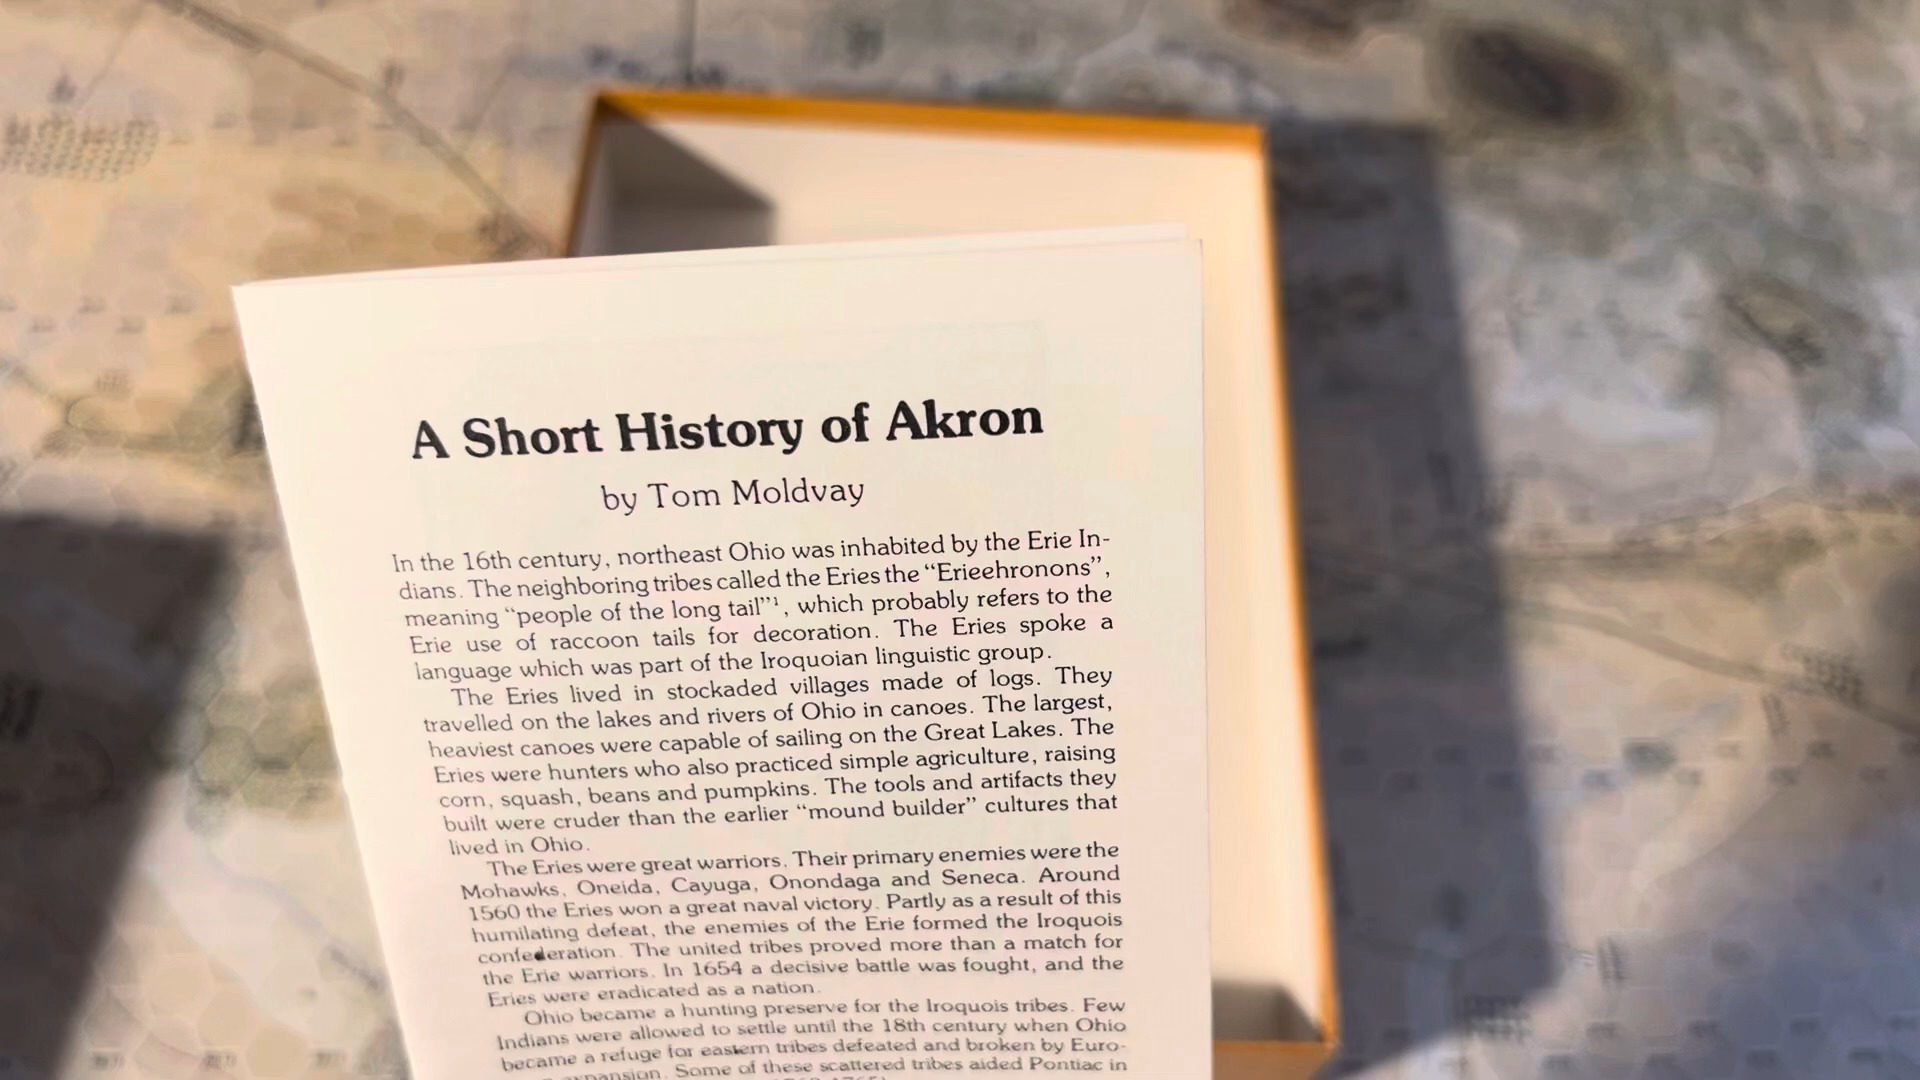 A Short History of Akron
by Tom Moldvay
In the 16th century, northeast Ohio was inhabited by the Erie In-
dians. The neighboring tribes called the Eries the “Erieehronons”,
meaning “people of the long tail”¹, which probably refers to the
Erie use of raccoon tails for decoration. The Eries spoke a
language which was part of the Iroquoian linguistic group.
The Eries lived in stockaded villages made of logs. They
travelled on the lakes and rivers of Ohio in canoes. The largest,
heaviest canoes were capable of sailing on the Great Lakes. The
Eries were hunters who also practiced simple agriculture, raising
corn, squash, beans and pumpkins. The tools and artifacts they
built were cruder than the earlier “mound builder” cultures that
lived in Ohio.
The Eries were great warriors. Their primary enemies were the
Mohawks, Oneida, Cayuga, Onondaga and Seneca. Around
1560 the Eries won a great naval victory. Partly as a result of this
humilating defeat, the enemies of the Erie formed the Iroquois
confederation. The united tribes proved more than a match for
the Erie warriors. In 1654 a decisive battle was fought, and the
Eries were eradicated as a nation.
Ohio became a hunting preserve for the Iroquois tribes. Few
Indians were allowed to settle until the 18th century when Ohio
became a refuge for eastern tribes defeated and broken by Euro-
expansion. Some of these scattered tribes aided Pontiac in